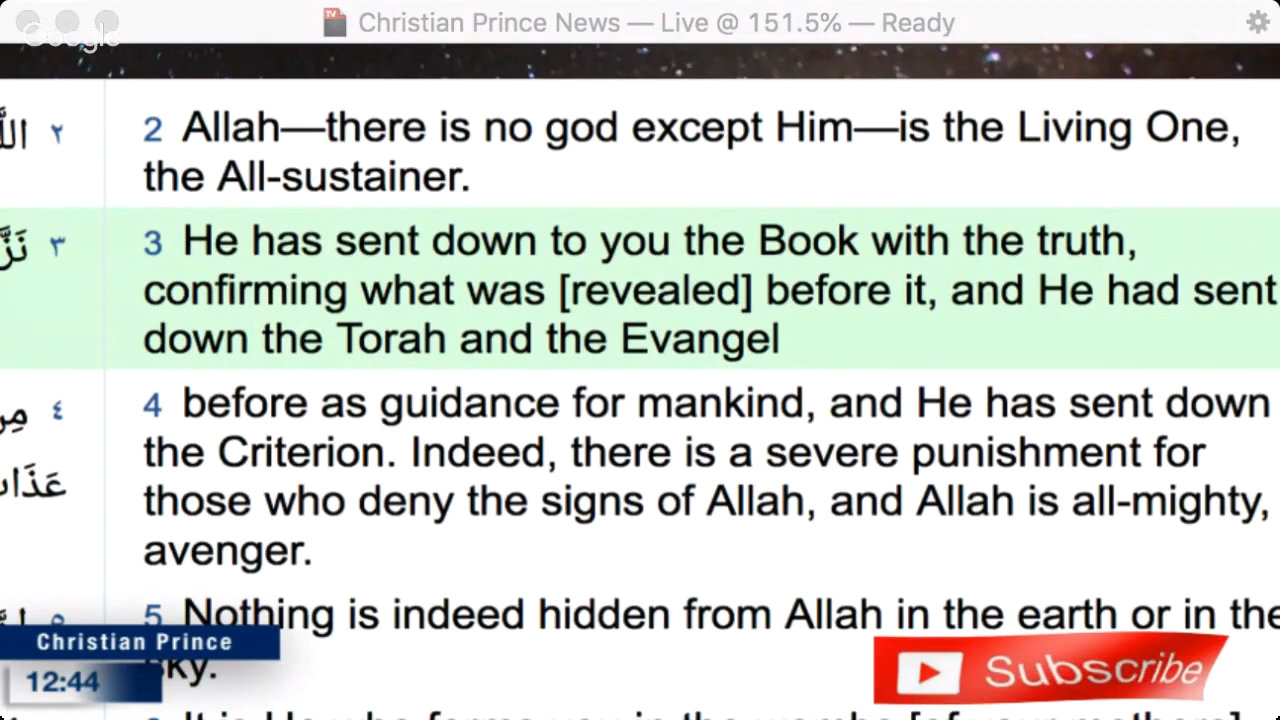 Christian Prince News — Live @ 151.5% — Ready
Google
٢
2 Allah—there is no god except Him—is the Living One,
the All-sustainer.
٣
3 He has sent down to you the Book with the truth,
confirming what was [revealed] before it, and He had sent
down the Torah and the Evangel
٤
4 before as guidance for mankind, and He has sent down
the Criterion. Indeed, there is a severe punishment for
those who deny the signs of Allah, and Allah is all-mighty,
avenger.
5 Nothing is indeed hidden from Allah in the earth or in the
sky.
Christian Prince
12:44
Subscribe